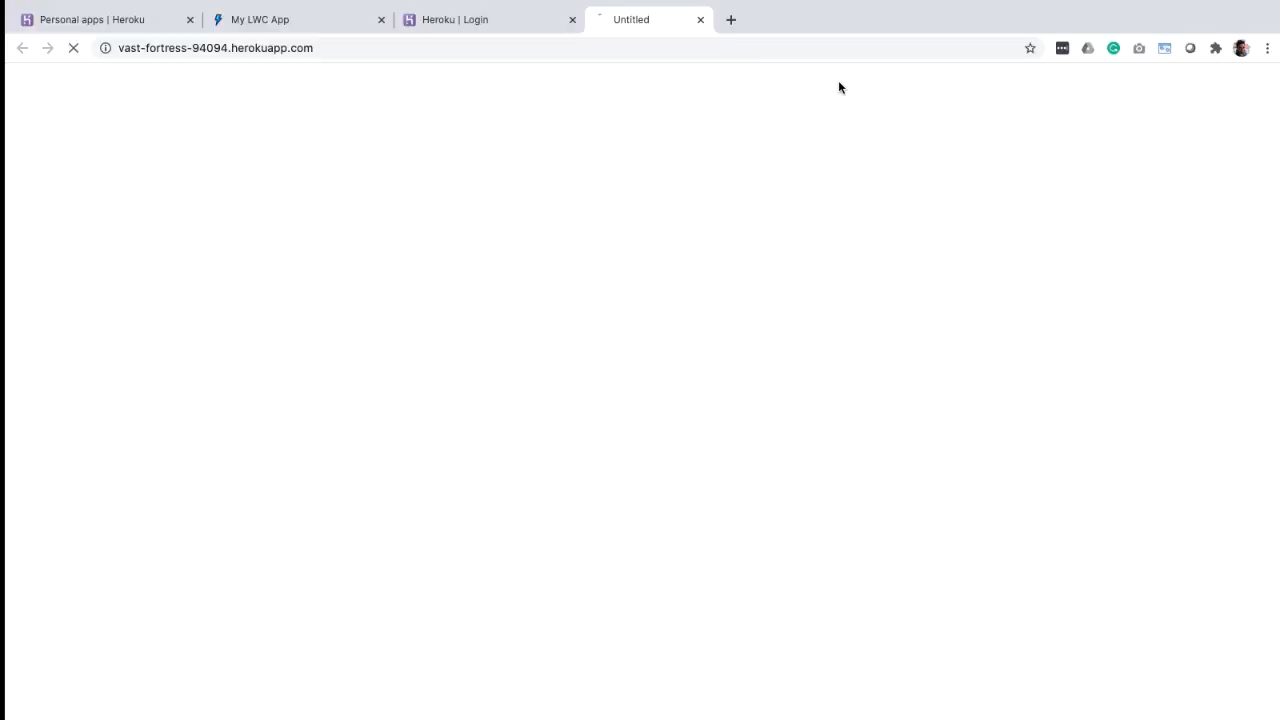 Personal apps | Heroku
My LWC App
Heroku | Login
Untitled
vast-fortress-94094.herokuapp.com